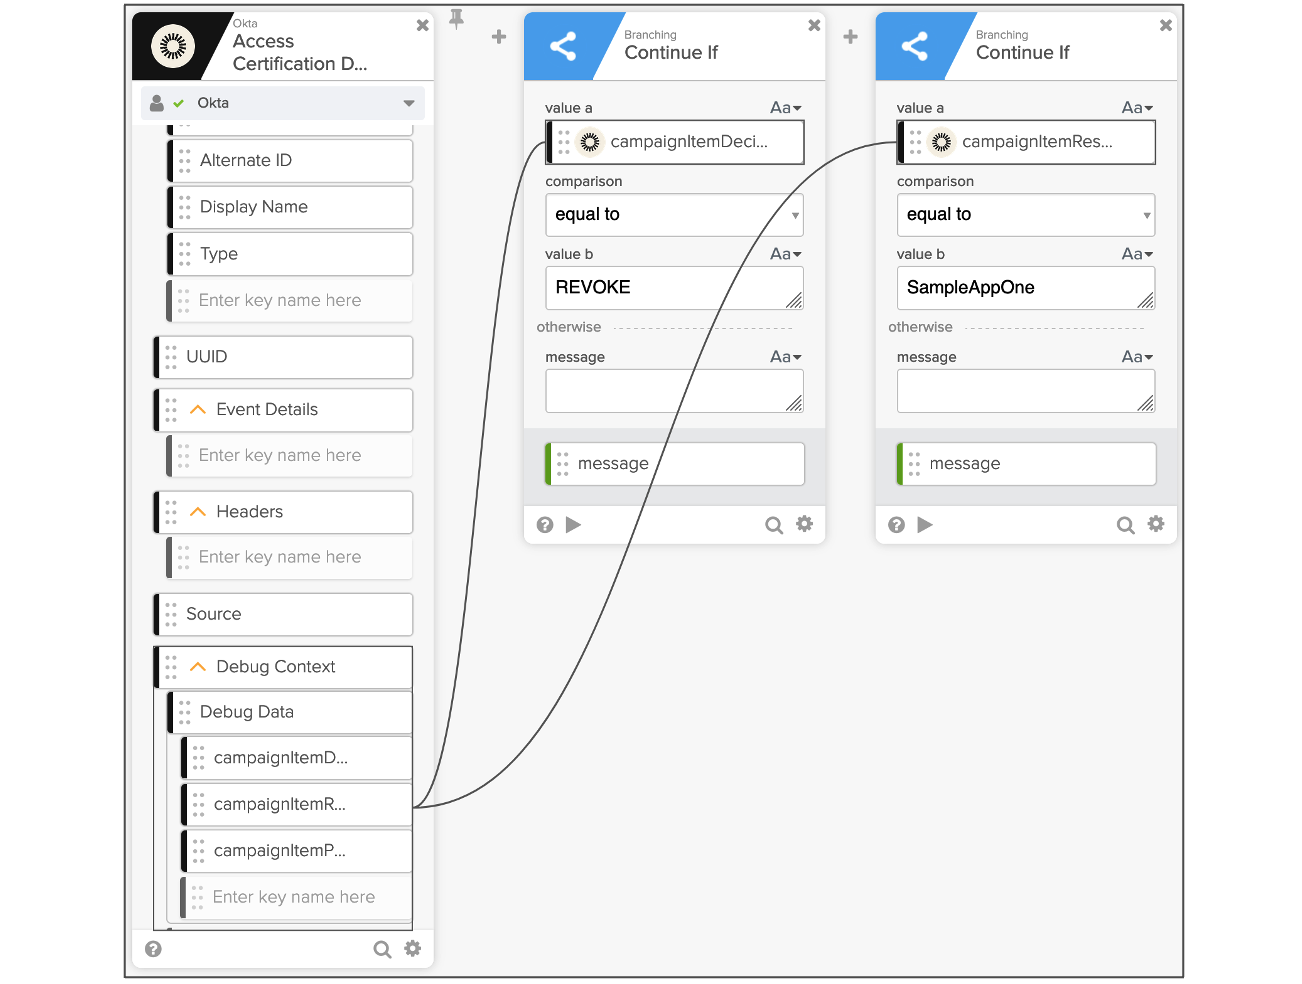 Okta
Access
Certification D...
Okta
Alternate ID
Display Name
Type
Enter key name here
UUID
Event Details
Enter key name here
Headers
Enter key name here
Source
Debug Context
Debug Data
campaignItemD...
campaignItemR...
campaignItemP...
Enter key name here
Branching
Continue If
value a Aa
campaignItemDeci...
comparison
equal to
value b Aa
REVOKE
otherwise
message Aa
message
Branching
Continue If
value a Aa
campaignItemRes...
comparison
equal to
value b Aa
SampleAppOne
otherwise
message Aa
message